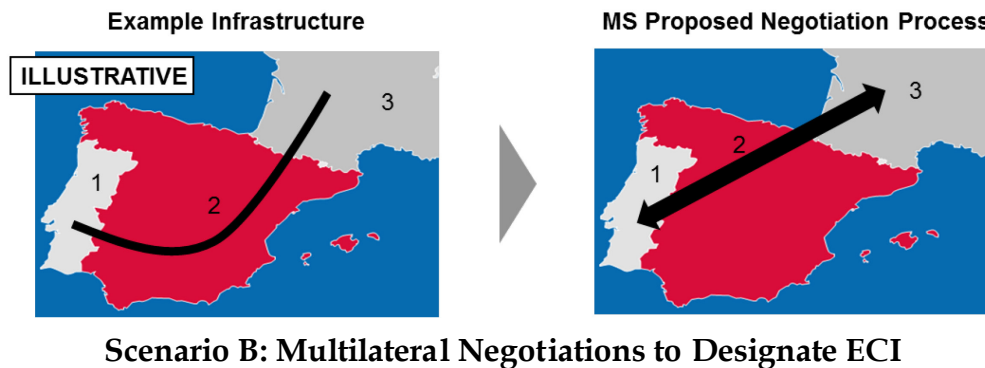 Example Infrastructure
MS Proposed Negotiation Process
ILLUSTRATIVE
3
1
2
3
2
1
Scenario B: Multilateral Negotiations to Designate ECI